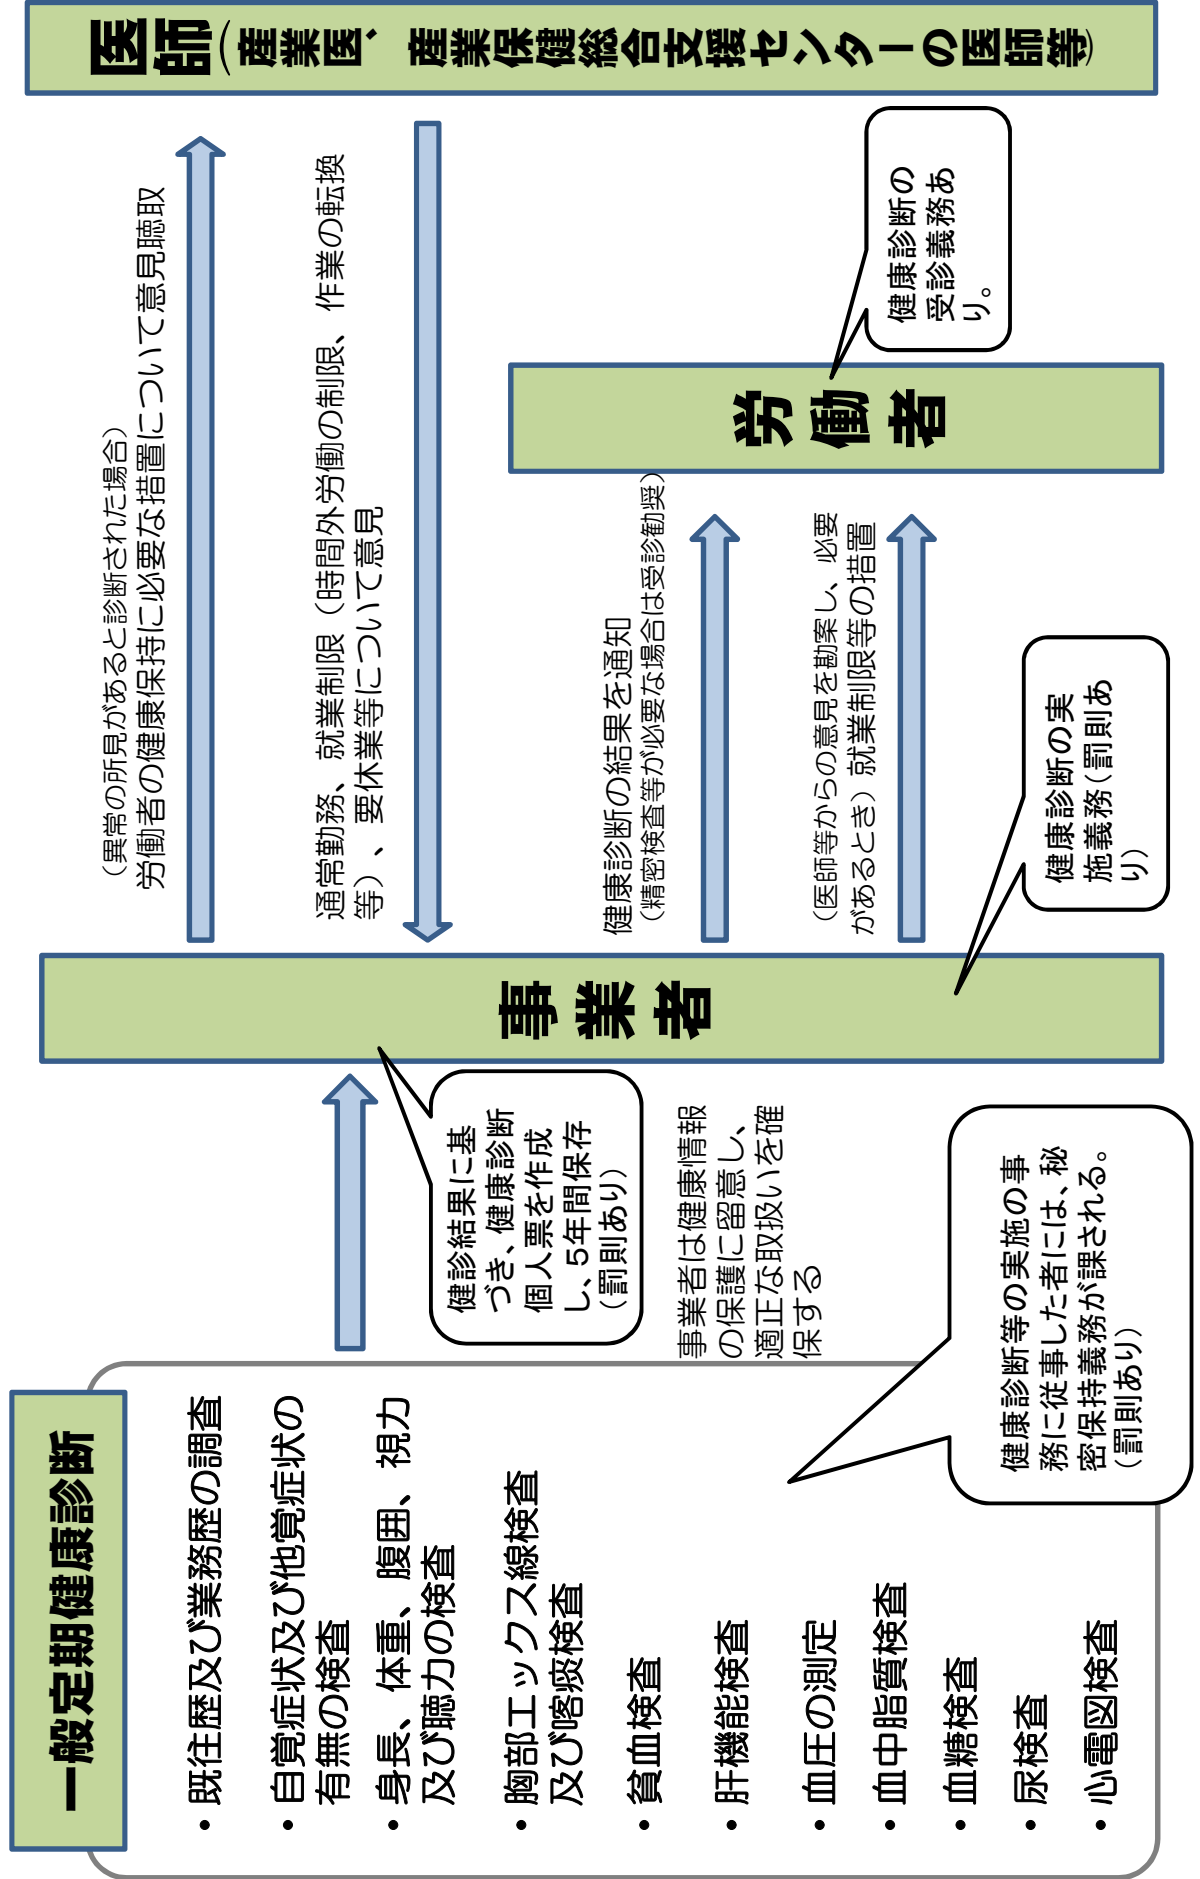 一般定期健康診断
・既往歴及び業務歴の調査
・自覚症状及び他覚症状の
有無の検査
・身長、体重、腹囲、視力
及び聴力の検査
・胸部エックス線検査
及び喀痰検査
・貧血検査
・肝機能検査
・血圧の測定
・血中脂質検査
・血糖検査
・尿検査
・心電図検査
健康診断等の実施の事
務に従事した者には、秘
密保持義務が課される。
（罰則あり）
健診結果に基
づき、健康診断
個人票を作成
し、5年間保存
（罰則あり）
事業者は健康情報
の保護に留意し、
適正な取扱いを確
保する
事業者
健康診断の実
施義務（罰則あ
り）
（異常の所見があると診断された場合）
労働者の健康保持に必要な措置について意見聴取
通常勤務、就業制限（時間外労働の制限、作業の転換
等）、要休業等について意見
健康診断の結果を通知
（精密検査等が必要な場合は受診勧奨）
（医師等からの意見を勘案し、必要
があるとき）就業制限等の措置
労働者
健康診断の
受診義務あ
り。
医師（産業医、産業保健総合支援センターの医師等）